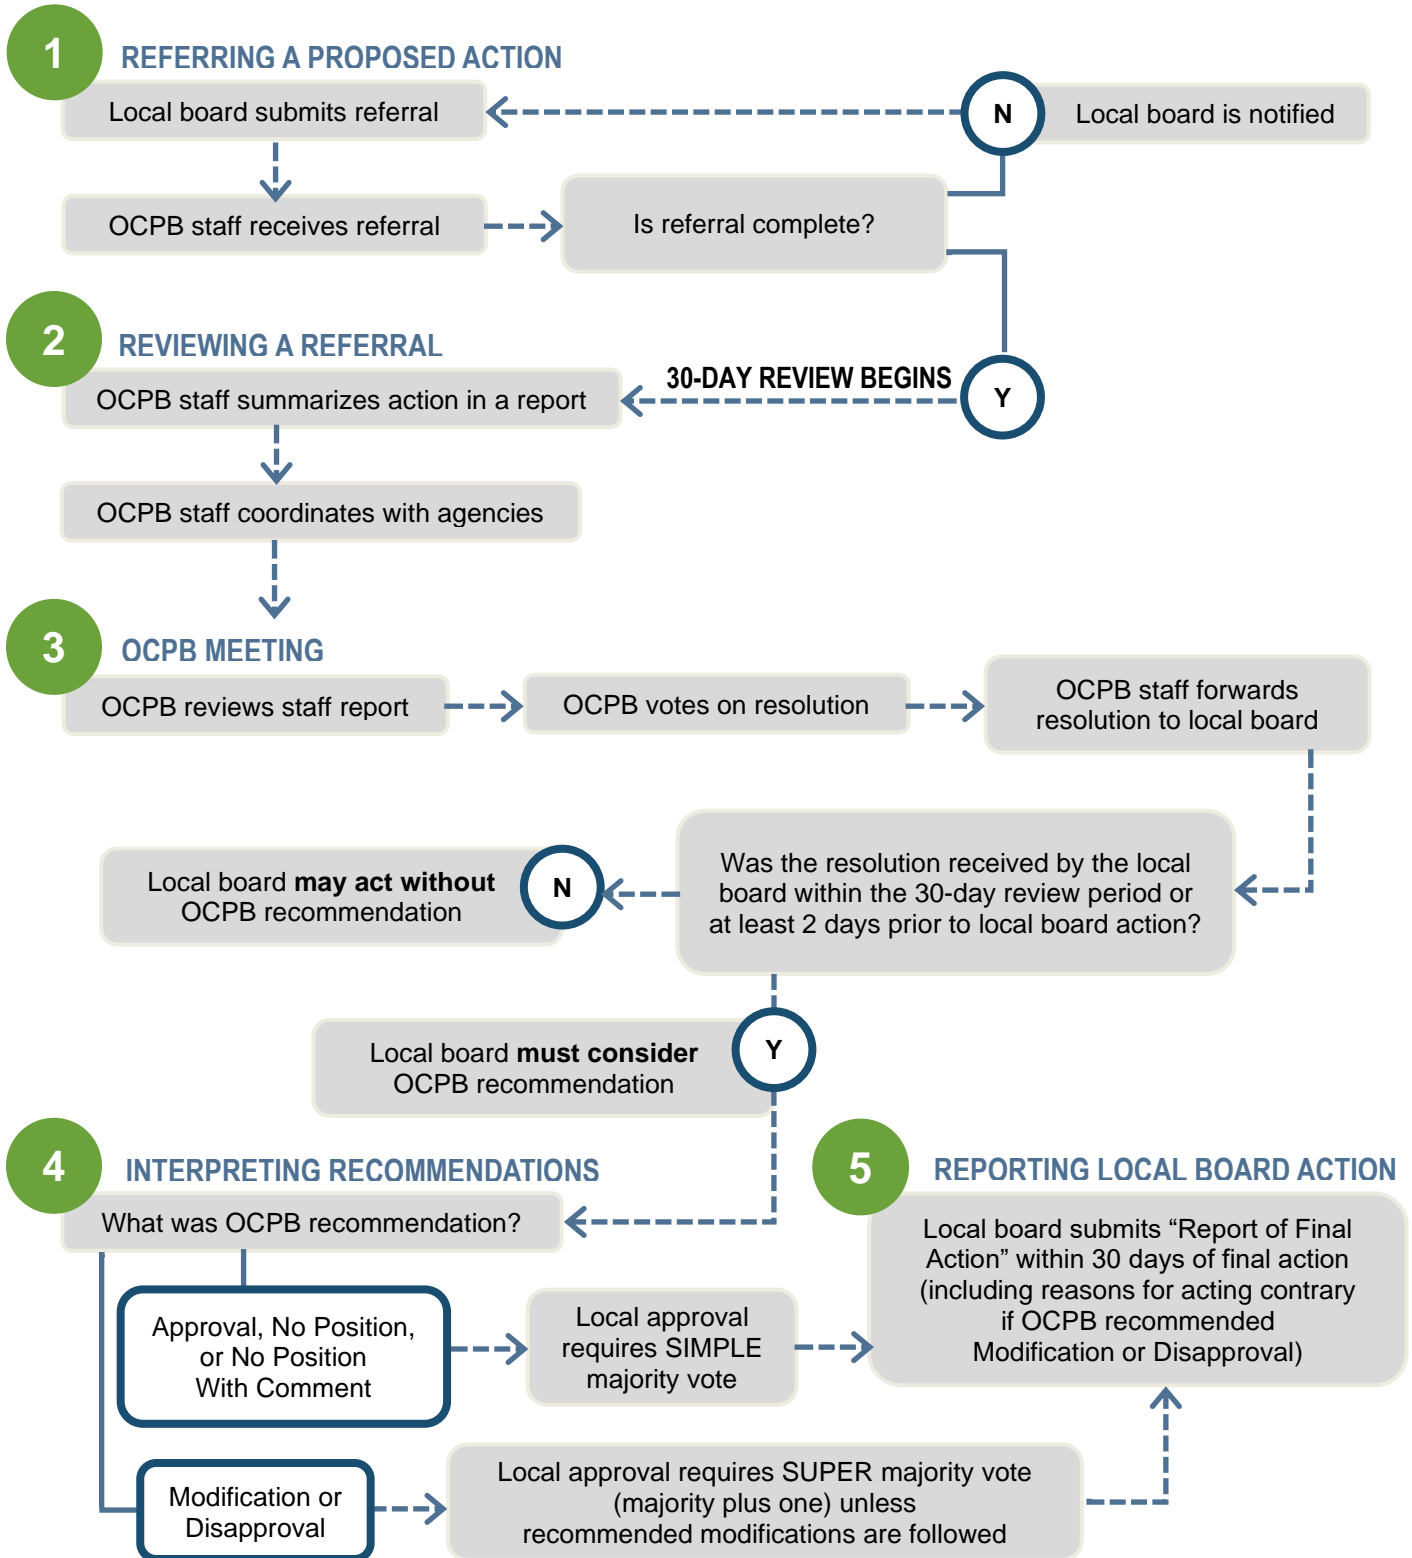 1
REFERRING A PROPOSED ACTION
Local board submits referral
N
Local board is notified
OCPB staff receives referral
Is referral complete?
2
REVIEWING A REFERRAL
30-DAY REVIEW BEGINS
Y
OCPB staff summarizes action in a report
OCPB staff coordinates with agencies
3
OCPB MEETING
OCPB reviews staff report
OCPB votes on resolution
OCPB staff forwards
resolution to local board
Was the resolution received by the local
board within the 30-day review period or
at least 2 days prior to local board action?
N
Local board may act without
OCPB recommendation
Y
Local board must consider
OCPB recommendation
4
INTERPRETING RECOMMENDATIONS
What was OCPB recommendation?
Approval, No Position,
or No Position
With Comment
Local approval
requires SIMPLE
majority vote
Modification or
Disapproval
Local approval requires SUPER majority vote
(majority plus one) unless
recommended modifications are followed
5
REPORTING LOCAL BOARD ACTION
Local board submits “Report of Final
Action” within 30 days of final action
(including reasons for acting contrary
if OCPB recommended
Modification or Disapproval)